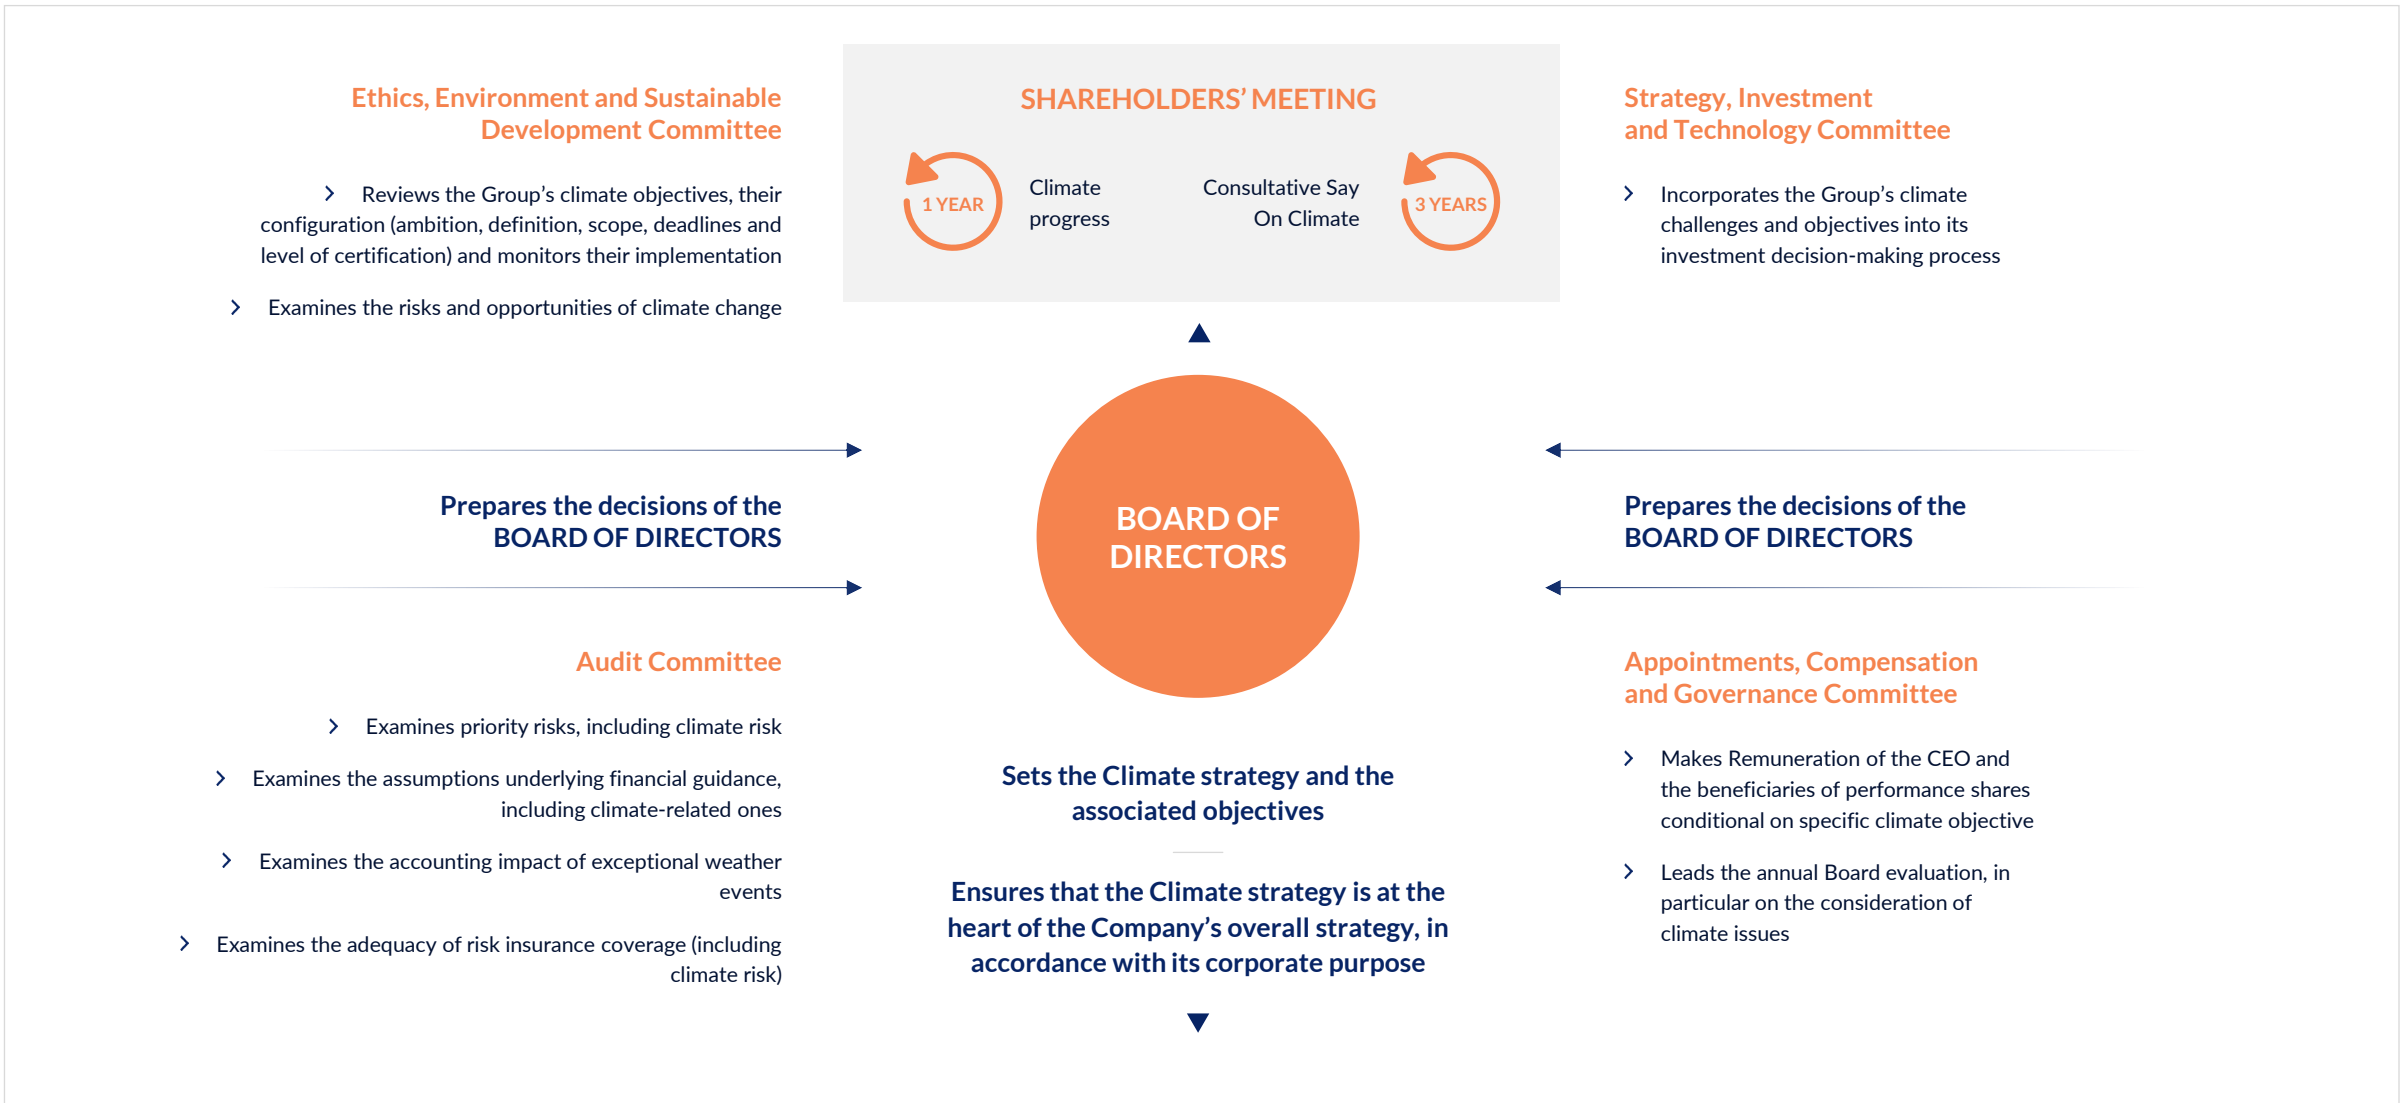 Ethics, Environment and Sustainable
Development Committee
Reviews the Group’s climate objectives, their
configuration (ambition, definition, scope, deadlines and
level of certification) and monitors their implementation
Examines the risks and opportunities of climate change
SHAREHOLDERS’ MEETING
1 YEAR
Climate
progress
Consultative Say
On Climate
3 YEARS
Strategy, Investment
and Technology Committee
Incorporates the Group’s climate
challenges and objectives into its
investment decision-making process
Prepares the decisions of the
BOARD OF DIRECTORS
BOARD OF
DIRECTORS
Prepares the decisions of the
BOARD OF DIRECTORS
Audit Committee
Examines priority risks, including climate risk
Examines the assumptions underlying financial guidance,
including climate-related ones
Examines the accounting impact of exceptional weather
events
Examines the adequacy of risk insurance coverage (including
climate risk)
Sets the Climate strategy and the
associated objectives
Ensures that the Climate strategy is at the
heart of the Company’s overall strategy, in
accordance with its corporate purpose
Appointments, Compensation
and Governance Committee
Makes Remuneration of the CEO and
the beneficiaries of performance shares
conditional on specific climate objective
Leads the annual Board evaluation, in
particular on the consideration of
climate issues